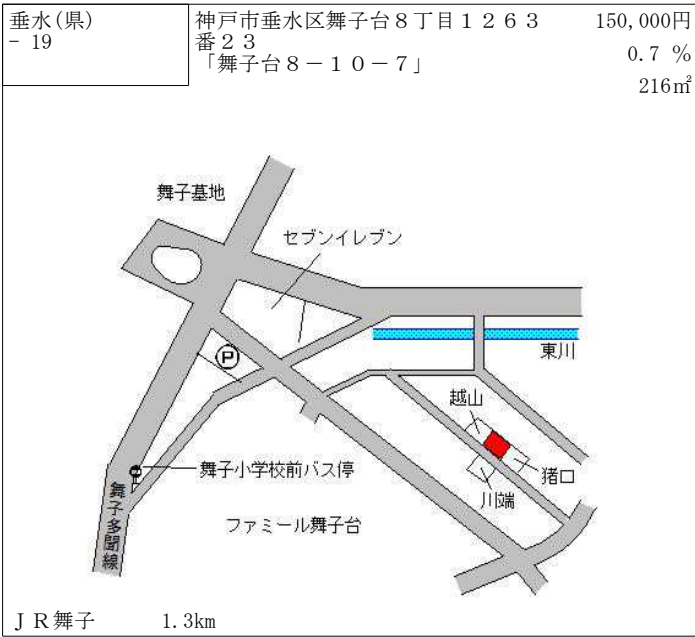 垂水(県)
- 19
神戸市垂水区舞子台８丁目１２６３
番２３
「舞子台８－１０－７」
150,000円
0.7 %
216㎡
舞子墓地
セブンイレブン
P
東川
越山
猪口
川端
舞子小学校前バス停
舞子多聞線
ファミール舞子台
ＪＲ舞子 1.3km